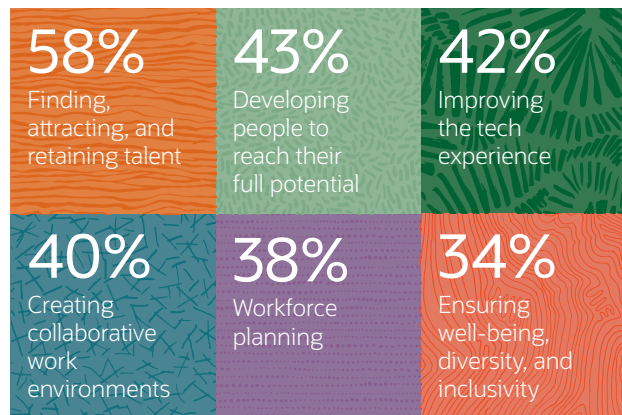 58%
Finding,
attracting, and
retaining talent
43%
Developing
people to
reach their
full potential
42%
Improving
the tech
experience
40%
Creating
collaborative
work
environments
38%
Workforce
planning
34%
Ensuring
well-being,
diversity, and
inclusivity